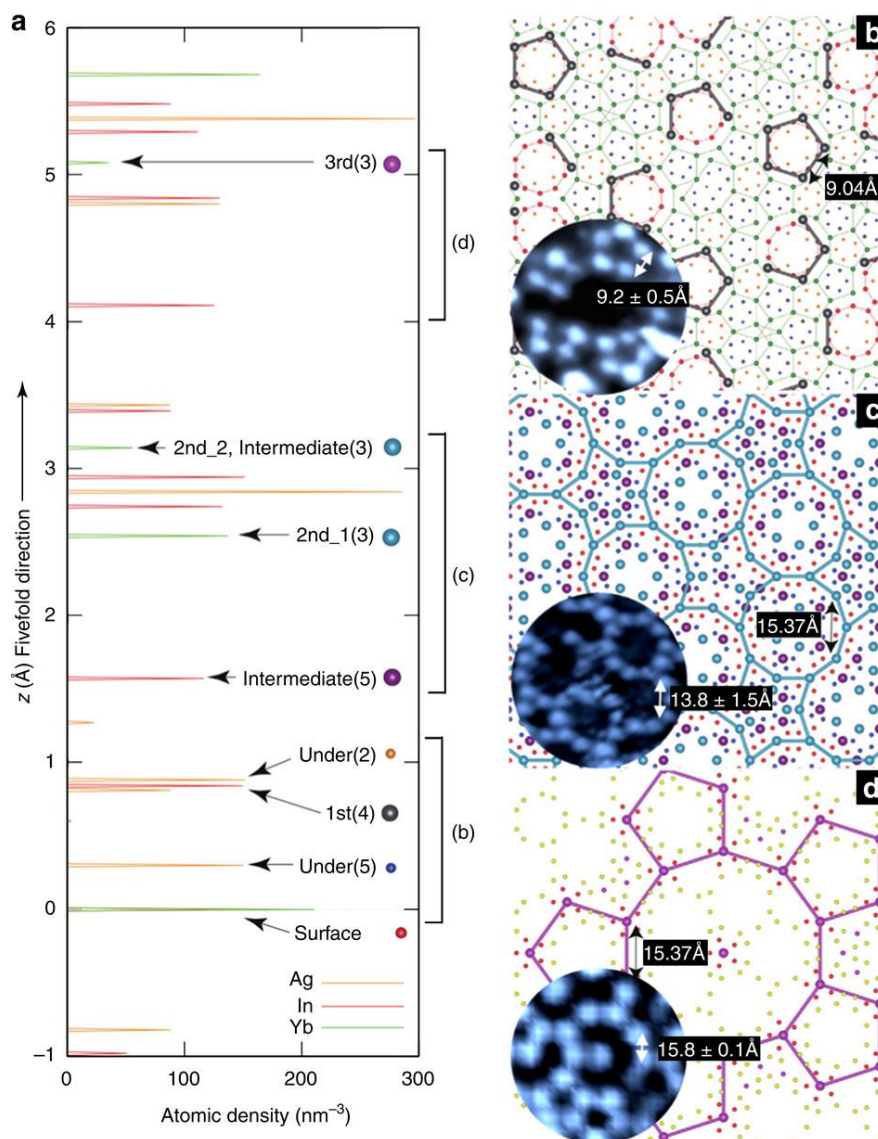 a
6
5
4
3
2
1
0
−1
z (Å) Fivefold direction
3rd(3)
(d)
2nd_2, Intermediate(3)
2nd_1(3)
(c)
Intermediate(5)
Under(2)
1st(4)
(b)
Under(5)
Surface
Ag
In
Yb
0 100 200 300
Atomic density (nm⁻³)
b
9.04Å
9.2 ± 0.5Å
c
15.37Å
13.8 ± 1.5Å
d
15.37Å
15.8 ± 0.1Å